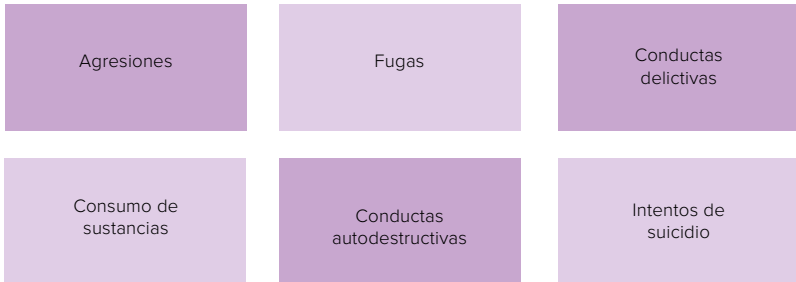 Agresiones
Fugas
Conductas
delictivas
Consumo de
sustancias
Conductas
autodestructivas
Intentos de
suicidio